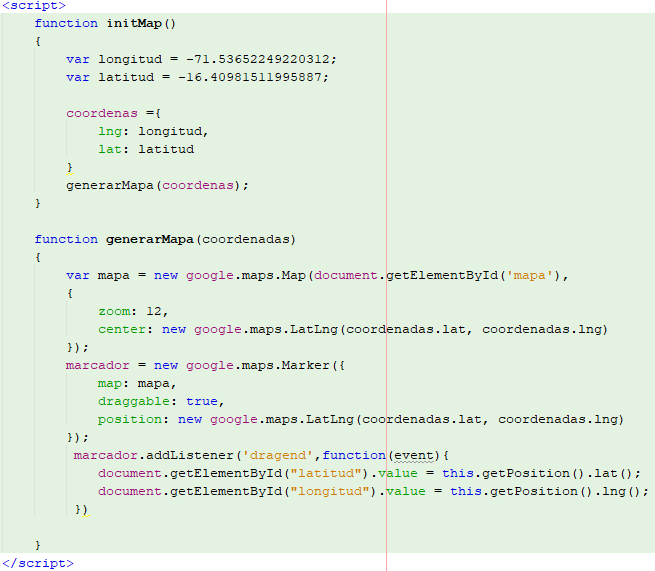 <script>
function initMap()
{
var longitud = -71.53652249220312;
var latitud = -16.40981511995887;
coordenas ={
lng: longitud,
lat: latitud
}
generarMapa(coordenas);
}
function generarMapa(coordenadas)
{
var mapa = new google.maps.Map(document.getElementById('mapa'),
{
zoom: 12,
center: new google.maps.LatLng(coordenadas.lat, coordenadas.lng)
});
marcador = new google.maps.Marker({
map: mapa,
draggable: true,
position: new google.maps.LatLng(coordenadas.lat, coordenadas.lng)
});
marcador.addListener('dragend',function(event){
document.getElementById("latitud").value = this.getPosition().lat();
document.getElementById("longitud").value = this.getPosition().lng();
})
}
</script>